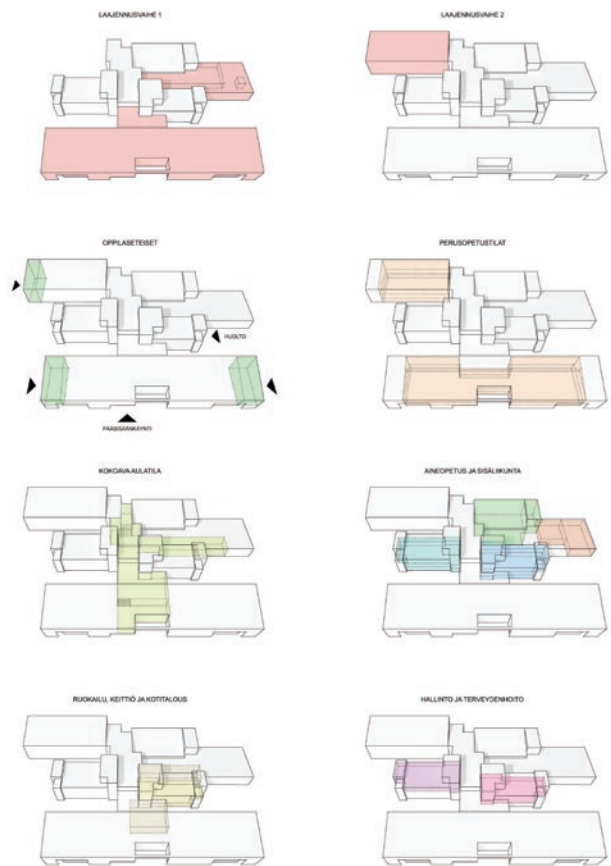 LAAJENNUSVAIHE 1
LAAJENNUSVAIHE 2
OPPILASETEISET
PERUSOPETUSTILAT
HUOLTO
PÄÄSISÄÄNKÄYNTI
KOKOAVA AULATILA
AINEOPETUS JA SISÄLIIKUNTA
RUOKAILU, KEITTIÖ JA KOTITALOUS
HALLINTO JA TERVEYDENHOITO